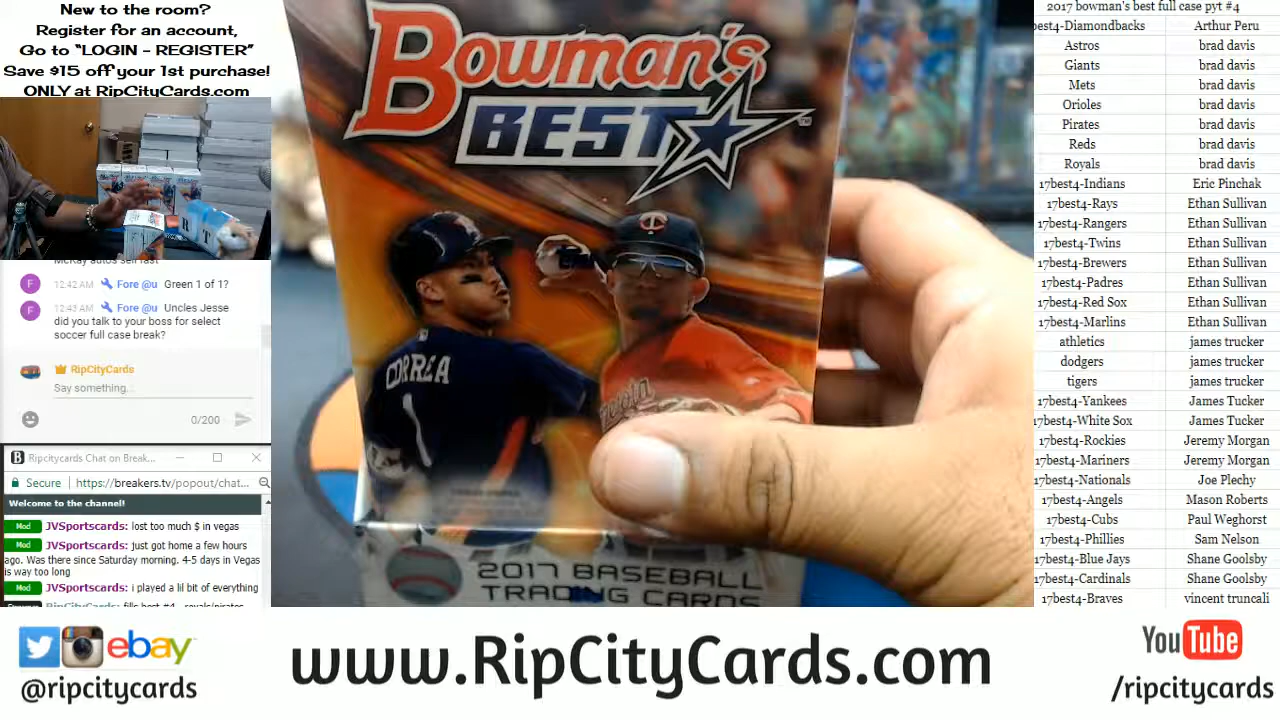 New to the room?
Register for an account,
Go to "LOGIN - REGISTER"
Save $15 off your 1st purchase!
ONLY at RipCityCards.com
McKay autos sell fast
F 12:42 AM Fore @u Green 1 of 1?
F 12:43 AM Fore @u Uncles Jesse
did you talk to your boss for select
soccer full case break?
RipCityCards
Say something...
0/200
B Ripcitycards Chat on Break...
Secure https://breakers.tv/popout/chat...
Welcome to the channel!
Mod JVSportscards: lost too much $ in vegas
Mod JVSportscards: just got home a few hours
ago. Was there since Saturday morning. 4-5 days in Vegas
is way too long
Mod JVSportscards: i played a lil bit of everything
RipCityCards: fills best #4 royals/pirates
Bowman's
BEST
TM
CORREA
1
C
2017 BASEBALL
TRADING CARDS
2017 bowman's best full case pyt #4
best4-Diamondbacks Arthur Peru
Astros brad davis
Giants brad davis
Mets brad davis
Orioles brad davis
Pirates brad davis
Reds brad davis
Royals brad davis
17best4-Indians Eric Pinchak
17best4-Rays Ethan Sullivan
17best4-Rangers Ethan Sullivan
17best4-Twins Ethan Sullivan
17best4-Brewers Ethan Sullivan
17best4-Padres Ethan Sullivan
17best4-Red Sox Ethan Sullivan
17best4-Marlins Ethan Sullivan
athletics james trucker
dodgers james trucker
tigers james trucker
17best4-Yankees James Tucker
17best4-White Sox James Tucker
17best4-Rockies Jeremy Morgan
17best4-Mariners Jeremy Morgan
17best4-Nationals Joe Plechy
17best4-Angels Mason Roberts
17best4-Cubs Paul Weghorst
17best4-Phillies Sam Nelson
17best4-Blue Jays Shane Goolsby
17best4-Cardinals Shane Goolsby
17best4-Braves vincent truncali
ebay
@ripcitycards
www.RipCityCards.com
YouTube
/ripcitycards